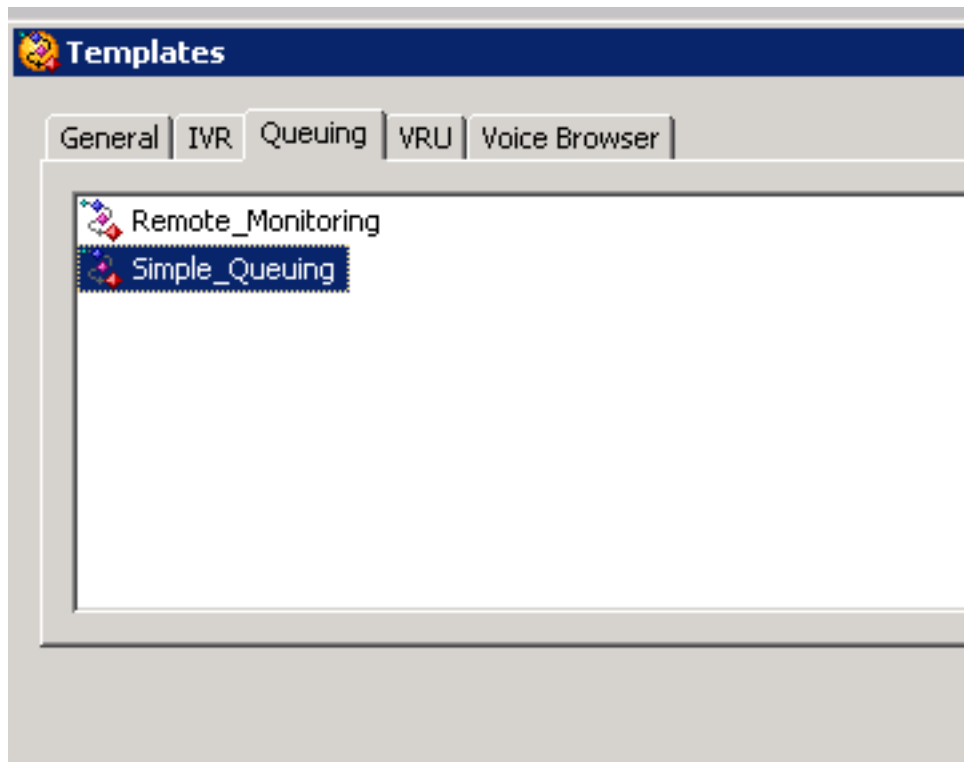 Templates
General IVR Queuing VRU Voice Browser
Remote_Monitoring
Simple_Queuing